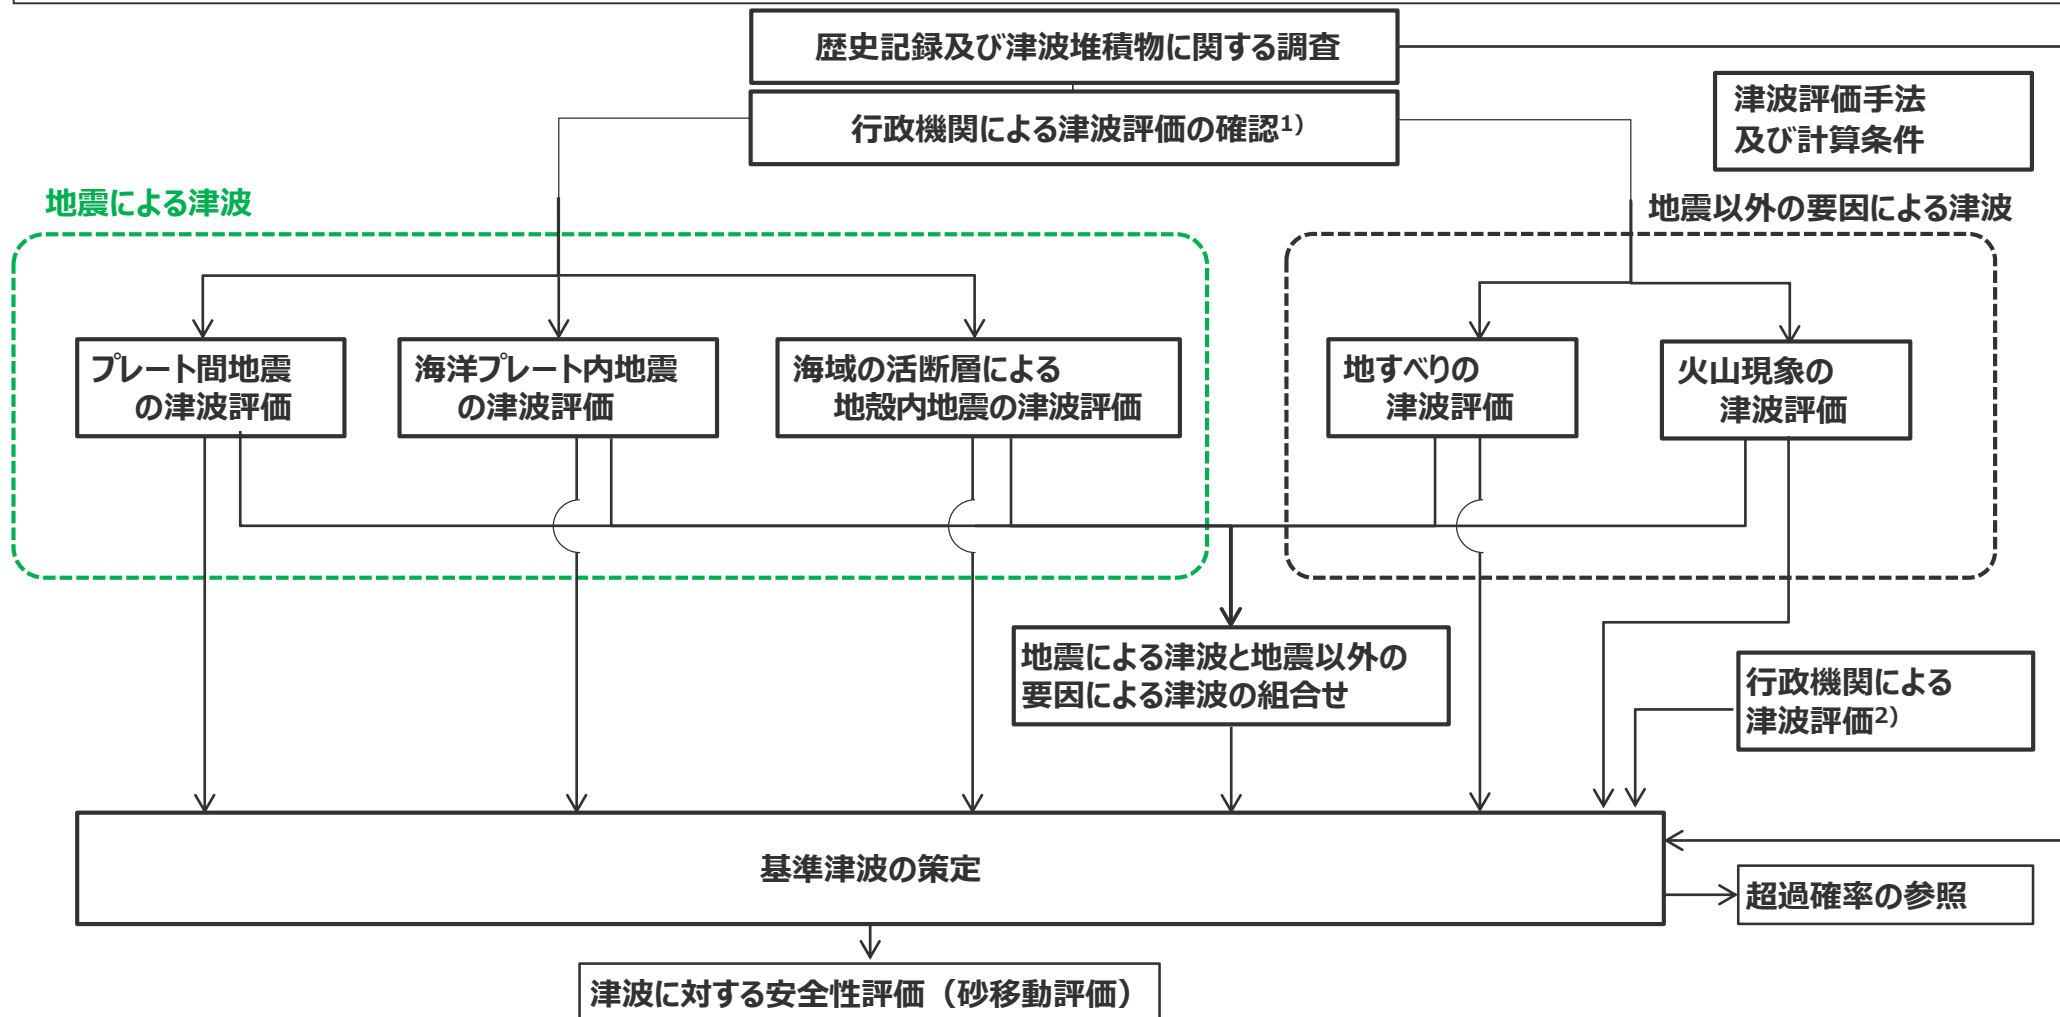 歴史記録及び津波堆積物に関する調査
行政機関による津波評価の確認1)
津波評価手法
及び計算条件
地震による津波
地震以外の要因による津波
プレート間地震
の津波評価
海洋プレート内地震
の津波評価
海域の活断層による
地殻内地震の津波評価
地すべりの
津波評価
火山現象の
津波評価
地震による津波と地震以外の
要因による津波の組合せ
行政機関による
津波評価2)
基準津波の策定
超過確率の参照
津波に対する安全性評価（砂移動評価）